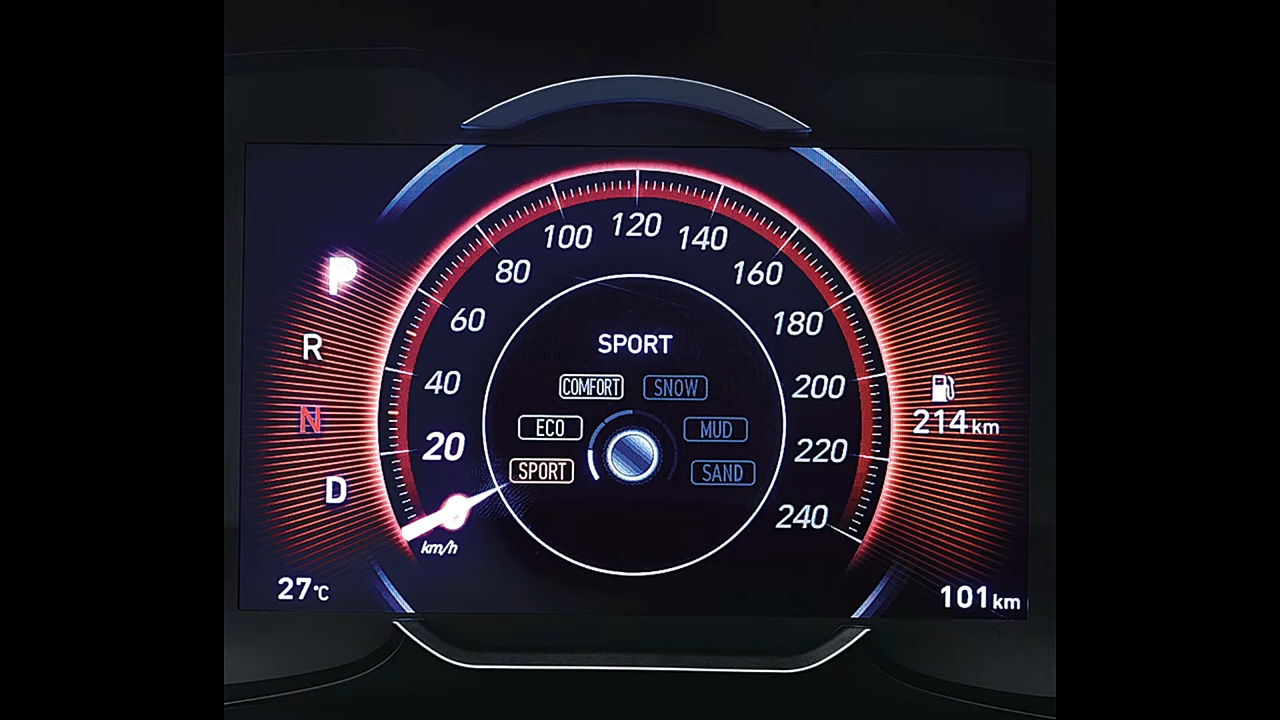 120
100 140
80 160
P
60 180
SPORT
R
40 COMFORT SNOW 200
N 20 ECO MUD 220 214km
SPORT SAND
D
240
km/h
27°C
101km